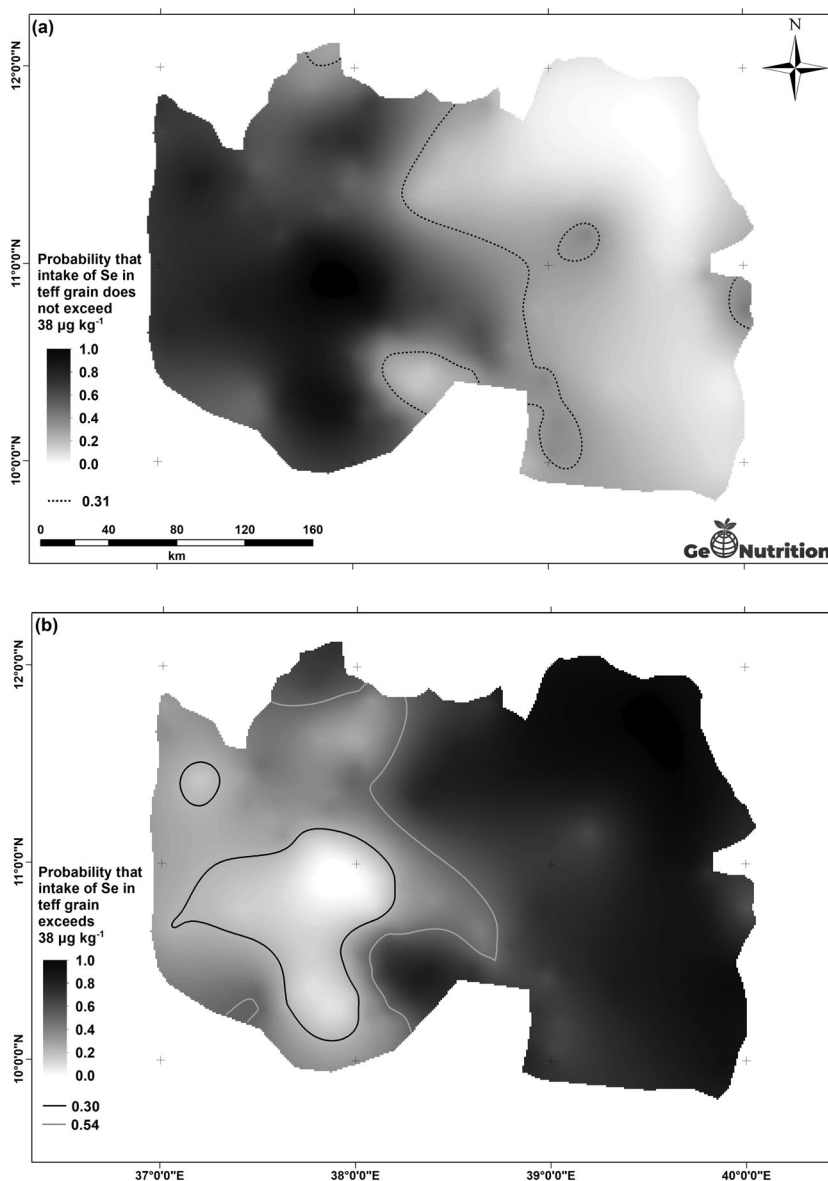 (a)
N
12°0'0"N
11°0'0"N
10°0'0"N
Probability that
intake of Se in
teff grain does
not exceed
38 µg kg⁻¹
1.0
0.8
0.6
0.4
0.2
0.0
0.31
0 40 80 120 160
km
Ge Nutrition
(b)
12°0'0"N
11°0'0"N
10°0'0"N
Probability that
intake of Se in
teff grain
exceeds
38 µg kg⁻¹
1.0
0.8
0.6
0.4
0.2
0.0
0.30
0.54
37°0'0"E 38°0'0"E 39°0'0"E 40°0'0"E